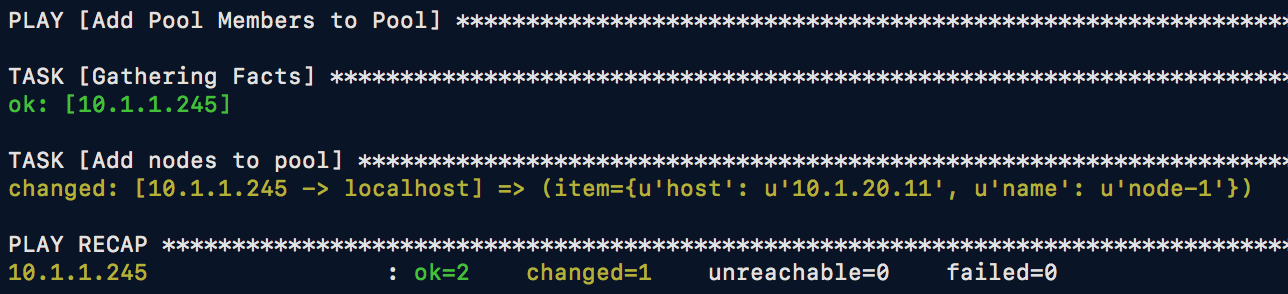 PLAY [Add Pool Members to Pool] ************************************************************
TASK [Gathering Facts] *********************************************************************
ok: [10.1.1.245]
TASK [Add nodes to pool] *******************************************************************
changed: [10.1.1.245 -> localhost] => (item={u'host': u'10.1.20.11', u'name': u'node-1'})
PLAY RECAP *********************************************************************************
10.1.1.245                 : ok=2    changed=1    unreachable=0    failed=0